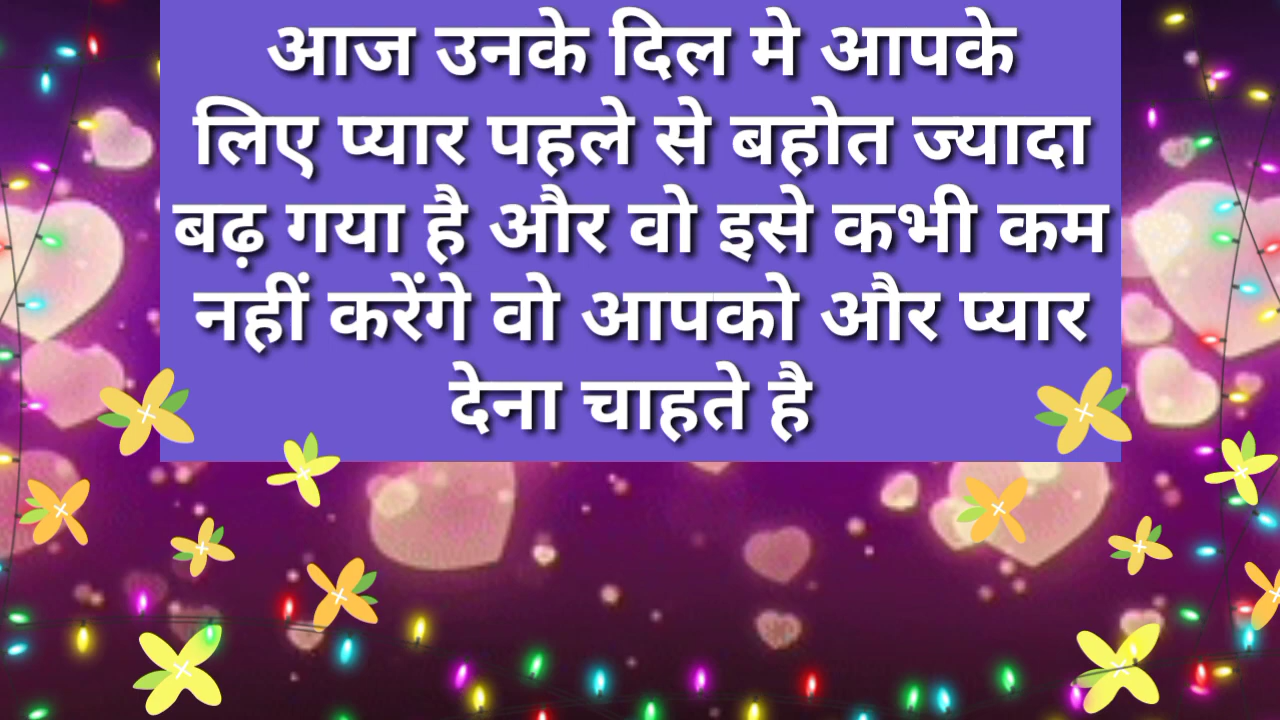 आज उनके दिल मे आपके
लिए प्यार पहले से बहोत ज्यादा
बढ़ गया है और वो इसे कभी कम
नहीं करेंगे वो आपको और प्यार
देना चाहते है